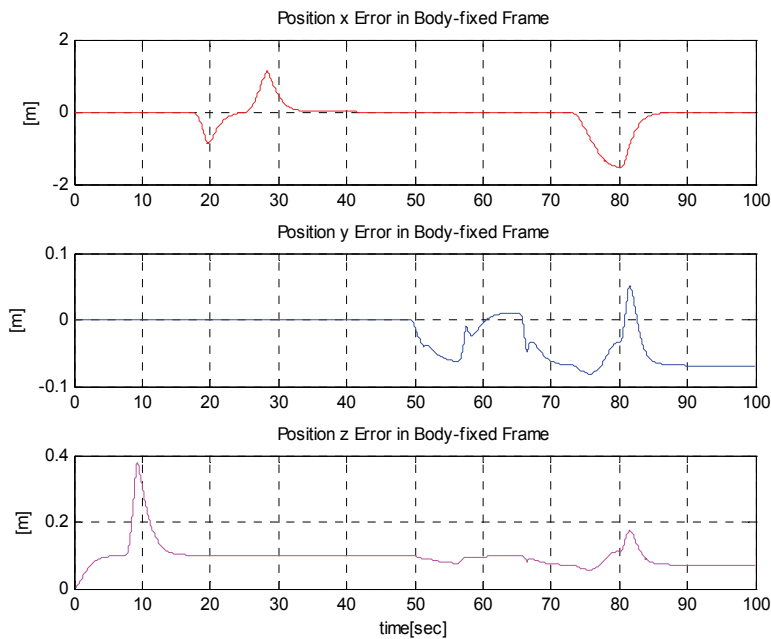 Position x Error in Body-fixed Frame
2
0
-2
[m]
0 10 20 30 40 50 60 70 80 90 100
Position y Error in Body-fixed Frame
0.1
0
-0.1
[m]
0 10 20 30 40 50 60 70 80 90 100
Position z Error in Body-fixed Frame
0.4
0.2
0
[m]
0 10 20 30 40 50 60 70 80 90 100
time[sec]